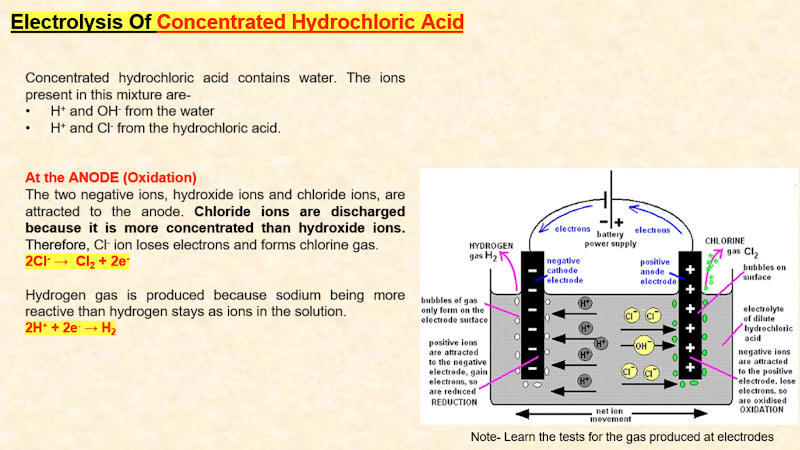 Electrolysis Of Concentrated Hydrochloric Acid
Concentrated hydrochloric acid contains water. The ions
present in this mixture are-
• H⁺ and OH⁻ from the water
• H⁺ and Cl⁻ from the hydrochloric acid.
At the ANODE (Oxidation)
The two negative ions, hydroxide ions and chloride ions, are
attracted to the anode. Chloride ions are discharged
because it is more concentrated than hydroxide ions.
Therefore, Cl⁻ ion loses electrons and forms chlorine gas.
2Cl⁻ → Cl₂ + 2e⁻
Hydrogen gas is produced because sodium being more
reactive than hydrogen stays as ions in the solution.
2H⁺ + 2e⁻ → H₂
electrons
- +
battery
power supply
electrons
HYDROGEN
gas H₂
CHLORINE
gas Cl₂
negative
cathode
electrode
positive
anode
electrode
bubbles on
surface
bubbles of gas
only form on the
electrode surface
positive ions
are attracted
to the negative
electrode, gain
electrons, so
are reduced
REDUCTION
− − − − − −
H⁺
H⁺
H⁺
H⁺
H⁺
Cl⁻ Cl⁻
OH⁻
Cl⁻ Cl⁻
+ + + + + +
electrolyte
of dilute
hydrochloric
acid
negative ions
are attracted
to the positive
electrode, lose
electrons, so
are oxidised
OXIDATION
net ion
movement
Note- Learn the tests for the gas produced at electrodes